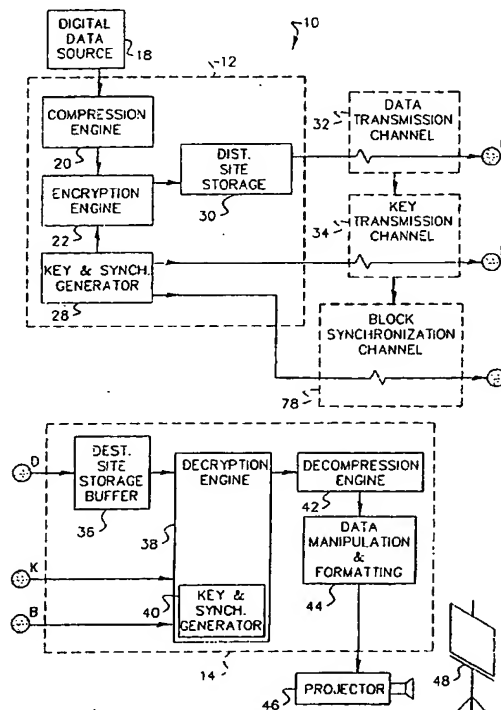 DIGITAL
DATA
SOURCE
18
10
12
COMPRESSION
ENGINE
20
ENCRYPTION
ENGINE
22
KEY & SYNCH.
GENERATOR
28
DIST.
SITE
STORAGE
30
32
DATA
TRANSMISSION
CHANNEL
34
KEY
TRANSMISSION
CHANNEL
BLOCK
SYNCHRONIZATION
CHANNEL
78
D
DEST.
SITE
STORAGE
BUFFER
36
K
B
DECRYPTION
ENGINE
38
40
KEY &
SYNCH.
GENERATOR
DECOMPRESSION
ENGINE
42
DATA
MANIPULATION
&
FORMATTING
44
14
PROJECTOR
46
48